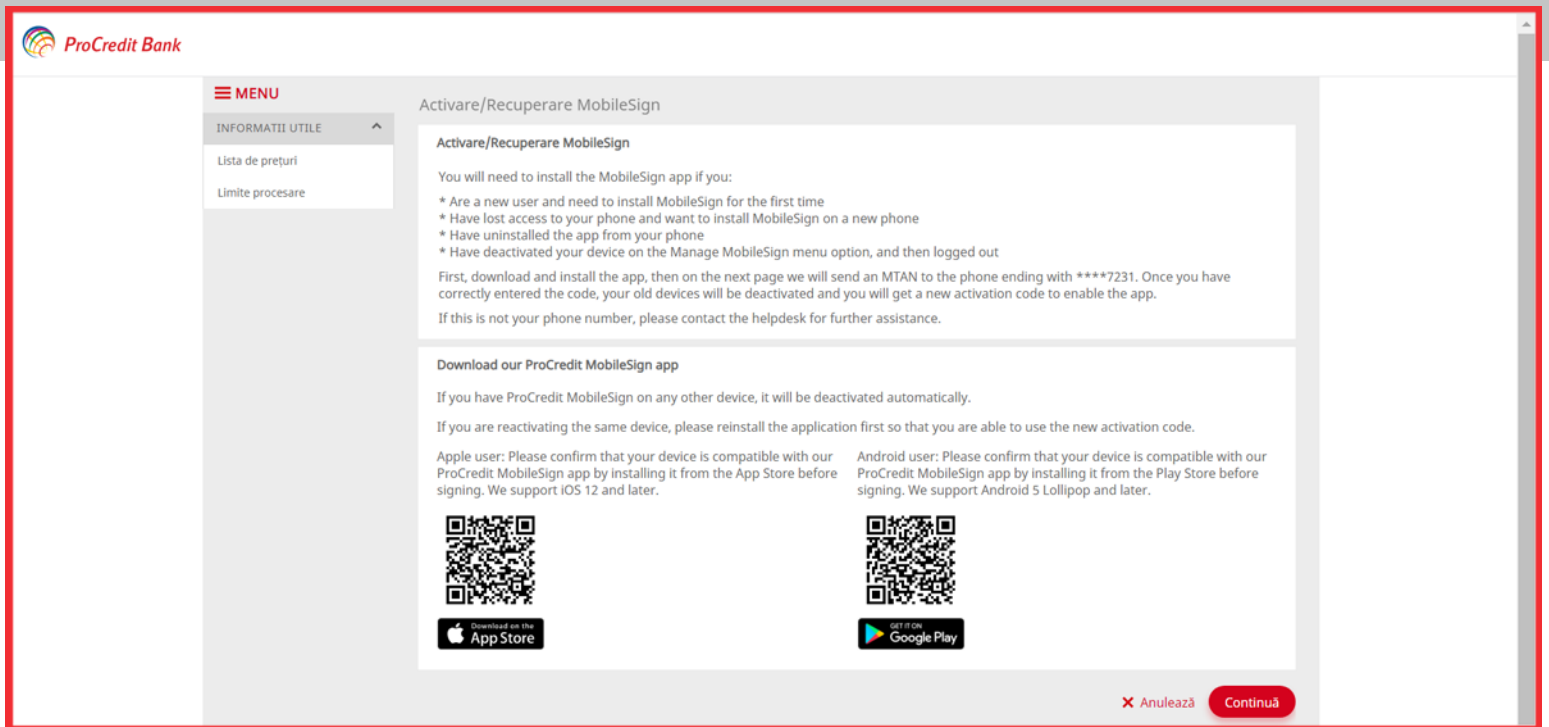 ProCredit Bank
MENU
INFORMATII UTILE
Lista de prețuri
Limite procesare
Activare/Recuperare MobileSign
Activare/Recuperare MobileSign
You will need to install the MobileSign app if you:
* Are a new user and need to install MobileSign for the first time
* Have lost access to your phone and want to install MobileSign on a new phone
* Have uninstalled the app from your phone
* Have deactivated your device on the Manage MobileSign menu option, and then logged out
First, download and install the app, then on the next page we will send an MTAN to the phone ending with ****7231. Once you have
correctly entered the code, your old devices will be deactivated and you will get a new activation code to enable the app.
If this is not your phone number, please contact the helpdesk for further assistance.
Download our ProCredit MobileSign app
If you have ProCredit MobileSign on any other device, it will be deactivated automatically.
If you are reactivating the same device, please reinstall the application first so that you are able to use the new activation code.
Apple user: Please confirm that your device is compatible with our
ProCredit MobileSign app by installing it from the App Store before
signing. We support iOS 12 and later.
Android user: Please confirm that your device is compatible with our
ProCredit MobileSign app by installing it from the Play Store before
signing. We support Android 5 Lollipop and later.
Download on the
App Store
GET IT ON
Google Play
Anulează
Continuă